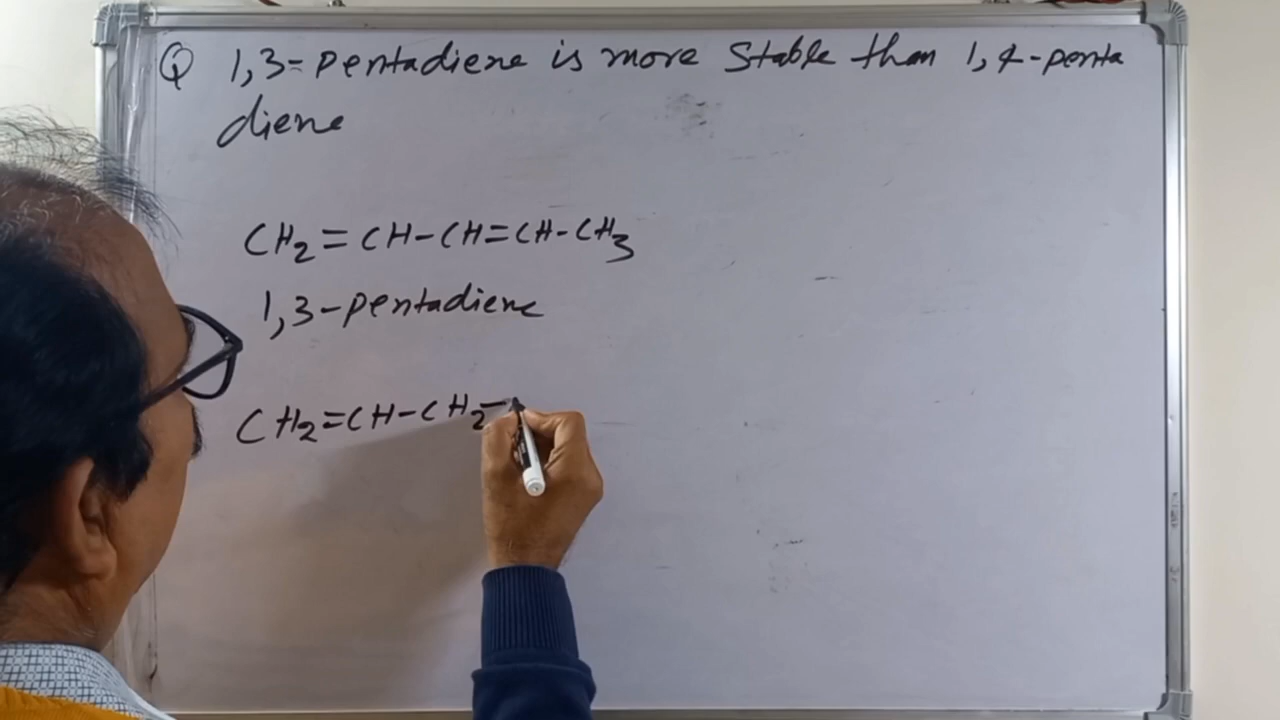 Q 1,3-pentadiene is more Stable than 1,4-penta
diene
CH₂=CH-CH=CH-CH₃
1,3-pentadiene
CH₂=CH-CH₂-